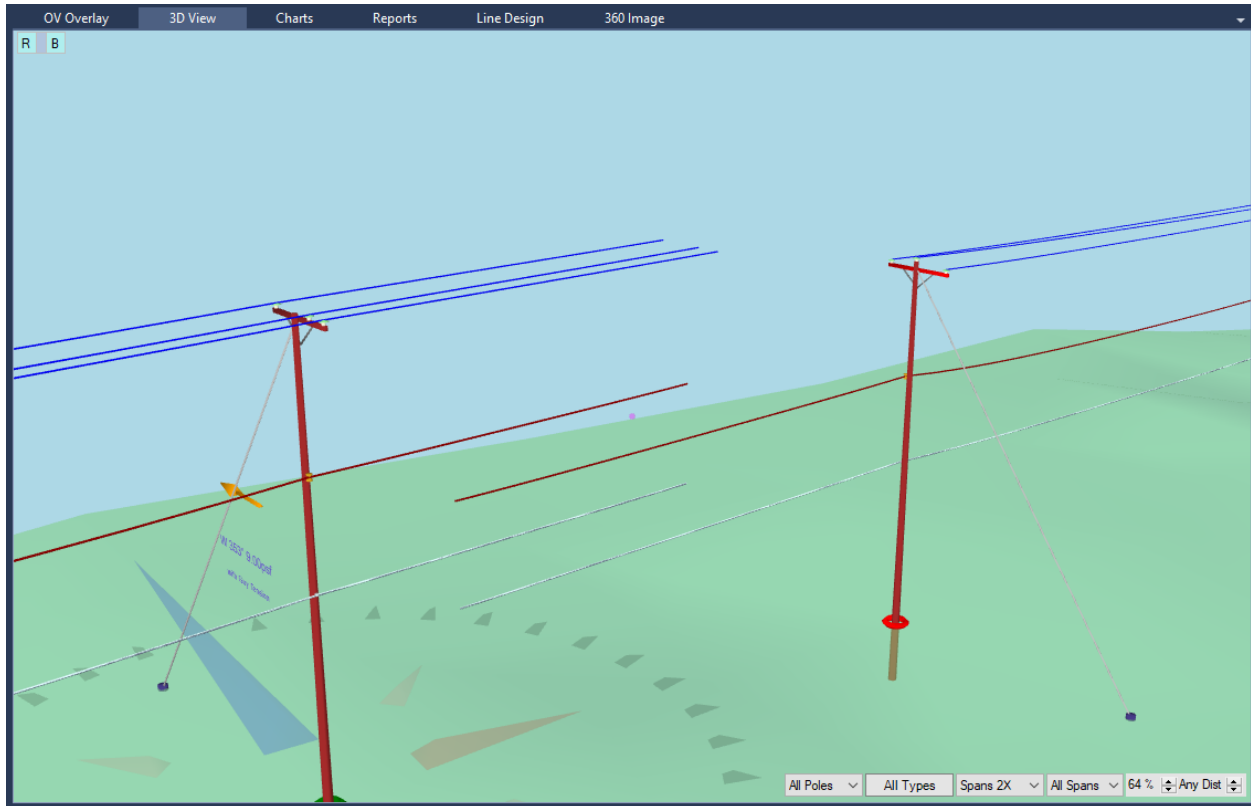 OV Overlay
3D View
Charts
Reports
Line Design
360 Image
R B
All Poles
All Types
Spans 2X
All Spans
64 %
Any Dist